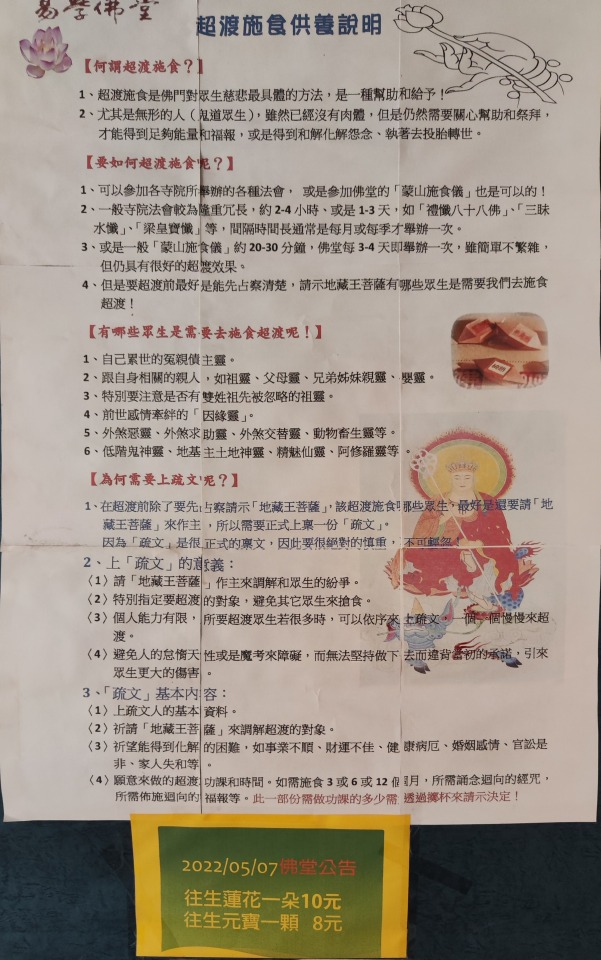 易學佛堂
超渡施食供養說明
【何謂超渡施食？】
1、超渡施食是佛門對眾生慈悲最具體的方法，是一種幫助和給予！
2、尤其是無形的人（鬼道眾生），雖然已經沒有肉體，但是仍然需要關心幫助和祭拜，
才能得到足夠能量和福報，或是得到和解化解怨念、執著去投胎轉世。
【要如何超渡施食呢？】
1、可以參加各寺院所舉辦的各種法會， 或是參加佛堂的「蒙山施食儀」也是可以的！
2、一般寺院法會較為隆重冗長，約 2-4 小時、或是 1-3 天，如「禮懺八十八佛」、「三昧
水懺」、「梁皇寶懺」等，間隔時間長通常是每月或每季才舉辦一次。
3、或是一般「蒙山施食儀」約 20-30 分鐘，佛堂每 3-4 天即舉辦一次，雖簡單不繁雜，
但仍具有很好的超渡效果。
4、但是要超渡前最好是能先占察清楚，請示地藏王菩薩有哪些眾生是需要我們去施食
超渡！
【有哪些眾生是需要去施食超渡呢！】
1、自己累世的冤親債主靈。
2、跟自身相關的親人，如祖靈、父母靈、兄弟姊妹親靈、嬰靈。
3、特別要注意是否有雙姓祖先被忽略的祖靈。
4、前世感情牽絆的「因緣靈」。
5、外煞惡靈、外煞求助靈、外煞交替靈、動物畜生靈等。
6、低階鬼神靈、地基主土地神靈、精魅仙靈、阿修羅靈等。
【為何需要上疏文呢？】
1、在超渡前除了要先占察請示「地藏王菩薩」，該超渡施食哪些眾生，最好是還要請「地
藏王菩薩」來作主，所以需要正式上稟一份「疏文」。
因為「疏文」是很正式的稟文，因此要很絕對的慎重， 不可輕忽！
2、上「疏文」的意義：
（1）請「地藏王菩薩」作主來調解和眾生的紛爭。
（2）特別指定要超渡的對象，避免其它眾生來搶食。
（3）個人能力有限，所要超渡眾生若很多時，可以依序來上疏文，一個一個慢慢來超
渡。
（4）避免人的怠惰天性或是魔考來障礙，而無法堅持做下去而違背當初的承諾，引來
眾生更大的傷害。
3、「疏文」基本內容：
（1）上疏文人的基本資料。
（2）祈請「地藏王菩薩」來調解超渡的對象。
（3）祈望能得到化解的困難，如事業不順、財運不佳、健康病厄、婚姻感情、官訟是
非、家人失和等。
（4）願意來做的超渡功課和時間。如需施食 3 或 6 或 12 個月，所需誦念迴向的經咒，
所需佈施迴向的福報等。此一部份需做功課的多少需透過擲杯來請示決定！
2022/05/07佛堂公告
往生蓮花一朵10元
往生元寶一顆 8元